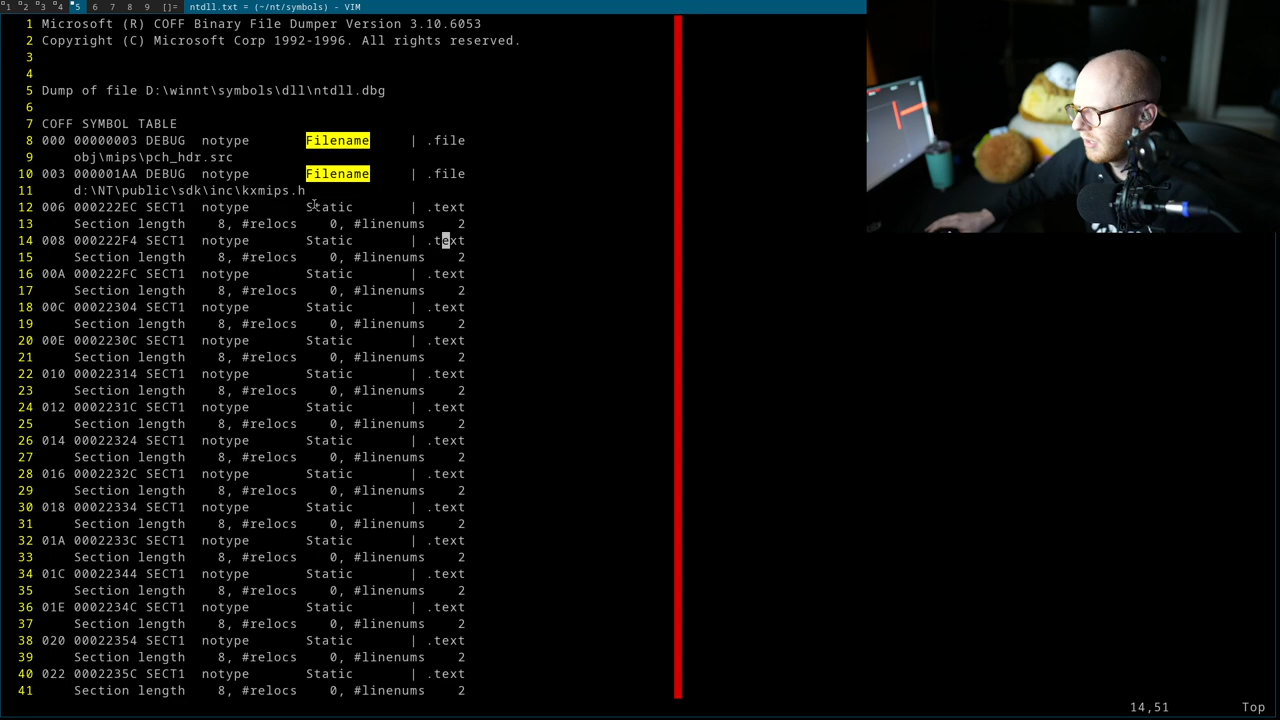 1 2 3 4 5 6 7 8 9 []= ntdll.txt = (~/nt/symbols) - VIM
1 Microsoft (R) COFF Binary File Dumper Version 3.10.6053
2 Copyright (C) Microsoft Corp 1992-1996. All rights reserved.
3
4
5 Dump of file D:\winnt\symbols\dll\ntdll.dbg
6
7 COFF SYMBOL TABLE
8 000 00000003 DEBUG notype Filename | .file
9 obj\mips\pch_hdr.src
10 003 000001AA DEBUG notype Filename | .file
11 d:\NT\public\sdk\inc\kxmips.h
12 006 000222EC SECT1 notype Static | .text
13 Section length 8, #relocs 0, #linenums 2
14 008 000222F4 SECT1 notype Static | .text
15 Section length 8, #relocs 0, #linenums 2
16 00A 000222FC SECT1 notype Static | .text
17 Section length 8, #relocs 0, #linenums 2
18 00C 00022304 SECT1 notype Static | .text
19 Section length 8, #relocs 0, #linenums 2
20 00E 0002230C SECT1 notype Static | .text
21 Section length 8, #relocs 0, #linenums 2
22 010 00022314 SECT1 notype Static | .text
23 Section length 8, #relocs 0, #linenums 2
24 012 0002231C SECT1 notype Static | .text
25 Section length 8, #relocs 0, #linenums 2
26 014 00022324 SECT1 notype Static | .text
27 Section length 8, #relocs 0, #linenums 2
28 016 0002232C SECT1 notype Static | .text
29 Section length 8, #relocs 0, #linenums 2
30 018 00022334 SECT1 notype Static | .text
31 Section length 8, #relocs 0, #linenums 2
32 01A 0002233C SECT1 notype Static | .text
33 Section length 8, #relocs 0, #linenums 2
34 01C 00022344 SECT1 notype Static | .text
35 Section length 8, #relocs 0, #linenums 2
36 01E 0002234C SECT1 notype Static | .text
37 Section length 8, #relocs 0, #linenums 2
38 020 00022354 SECT1 notype Static | .text
39 Section length 8, #relocs 0, #linenums 2
40 022 0002235C SECT1 notype Static | .text
41 Section length 8, #relocs 0, #linenums 2
14,51 Top